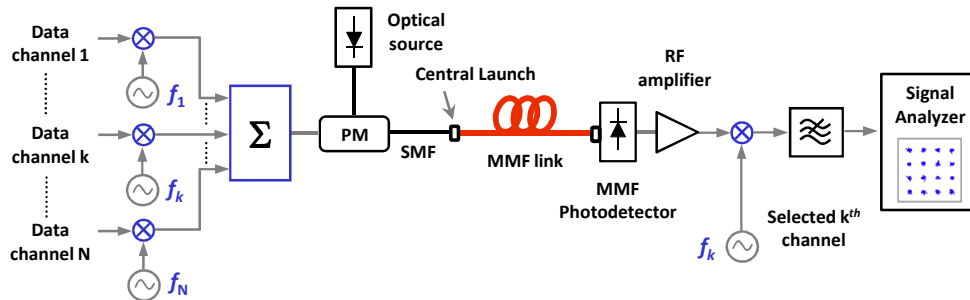 Data
channel 1
f1
Data
channel k
fk
Data
channel N
fN
Σ
Optical
source
PM
SMF
Central Launch
MMF link
MMF
Photodetector
RF
amplifier
fk
Selected kth
channel
Signal
Analyzer